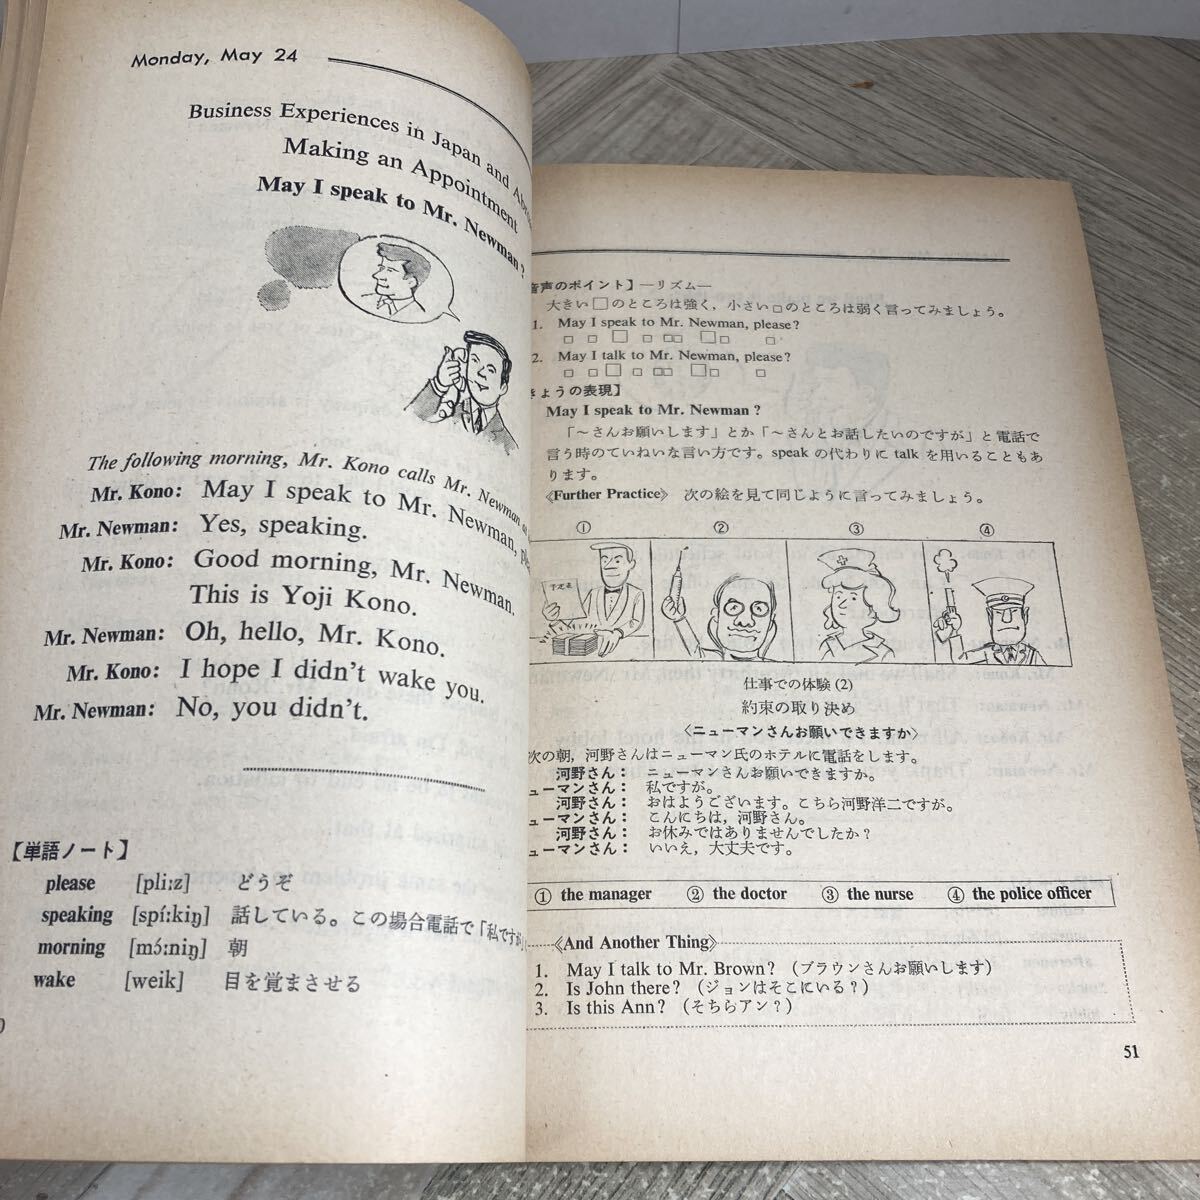 Monday, May 24
Business Experiences in Japan and
Making an Appointment
May I speak to Mr. Newman?
The following morning, Mr. Kono calls Mr. Newman
Mr. Kono: May I speak to Mr. Newman,
Mr. Newman: Yes, speaking.
Mr. Kono: Good morning, Mr. Newman.
This is Yoji Kono.
Mr. Newman: Oh, hello, Mr. Kono.
Mr. Kono: I hope I didn't wake you.
Mr. Newman: No, you didn't.
【単語ノート】
please [pli:z] どうぞ
speaking [spí:kiŋ] 話している。この場合電話で「私ですが」
morning [mɔ́:niŋ] 朝
wake [weik] 目を覚まさせる
音声のポイント】—リズム—
大きい□のところは強く，小さい□のところは弱く言ってみましょう。
1. May I speak to Mr. Newman, please?
2. May I talk to Mr. Newman, please?
きょうの表現】
May I speak to Mr. Newman?
「〜さんお願いします」とか「〜さんとお話したいのですが」と電話で
言う時のていねいな言い方です。speak の代わりに talk を用いることもあ
ります。
《Further Practice》 次の絵を見て同じように言ってみましょう。
① ② ③ ④
予定表
仕事での体験 (2)
約束の取り決め
〈ニューマンさんお願いできますか〉
次の朝，河野さんはニューマン氏のホテルに電話をします。
河野さん： ニューマンさんお願いできますか。
ューマンさん： 私ですが。
河野さん： おはようございます。こちら河野洋二ですが。
ューマンさん： こんにちは，河野さん。
河野さん： お休みではありませんでしたか？
ューマンさん： いいえ，大丈夫です。
① the manager ② the doctor ③ the nurse ④ the police officer
《And Another Thing》
1. May I talk to Mr. Brown? （ブラウンさんお願いします）
2. Is John there? （ジョンはそこにいる？）
3. Is this Ann? （そちらアン？）
51